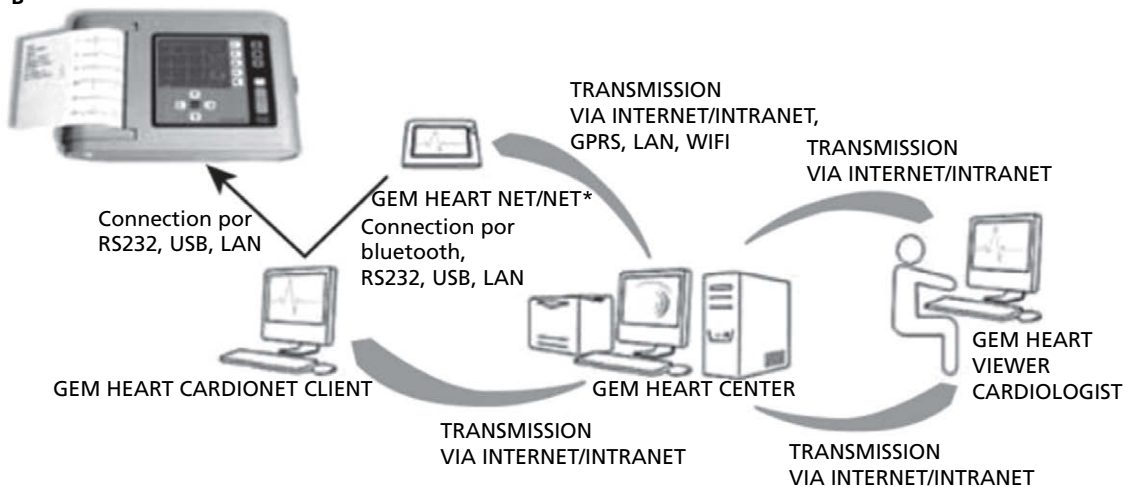 B
TRANSMISSION
VIA INTERNET/INTRANET,
GPRS, LAN, WIFI
TRANSMISSION
VIA INTERNET/INTRANET
GEM HEART NET/NET*
Connection por
RS232, USB, LAN
Connection por
bluetooth,
RS232, USB, LAN
GEM HEART
VIEWER
CARDIOLOGIST
GEM HEART CARDIONET CLIENT
GEM HEART CENTER
TRANSMISSION
VIA INTERNET/INTRANET
TRANSMISSION
VIA INTERNET/INTRANET